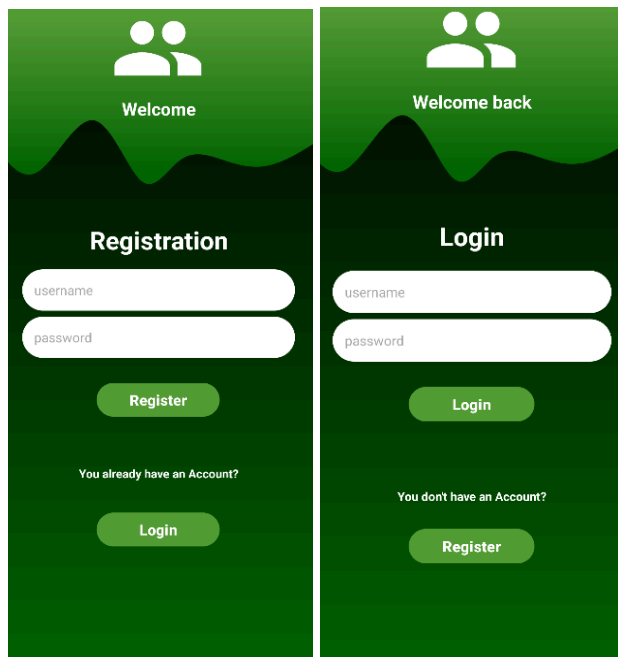 Welcome
Registration
username
password
Register
You already have an Account?
Login
Welcome back
Login
username
password
Login
You don't have an Account?
Register